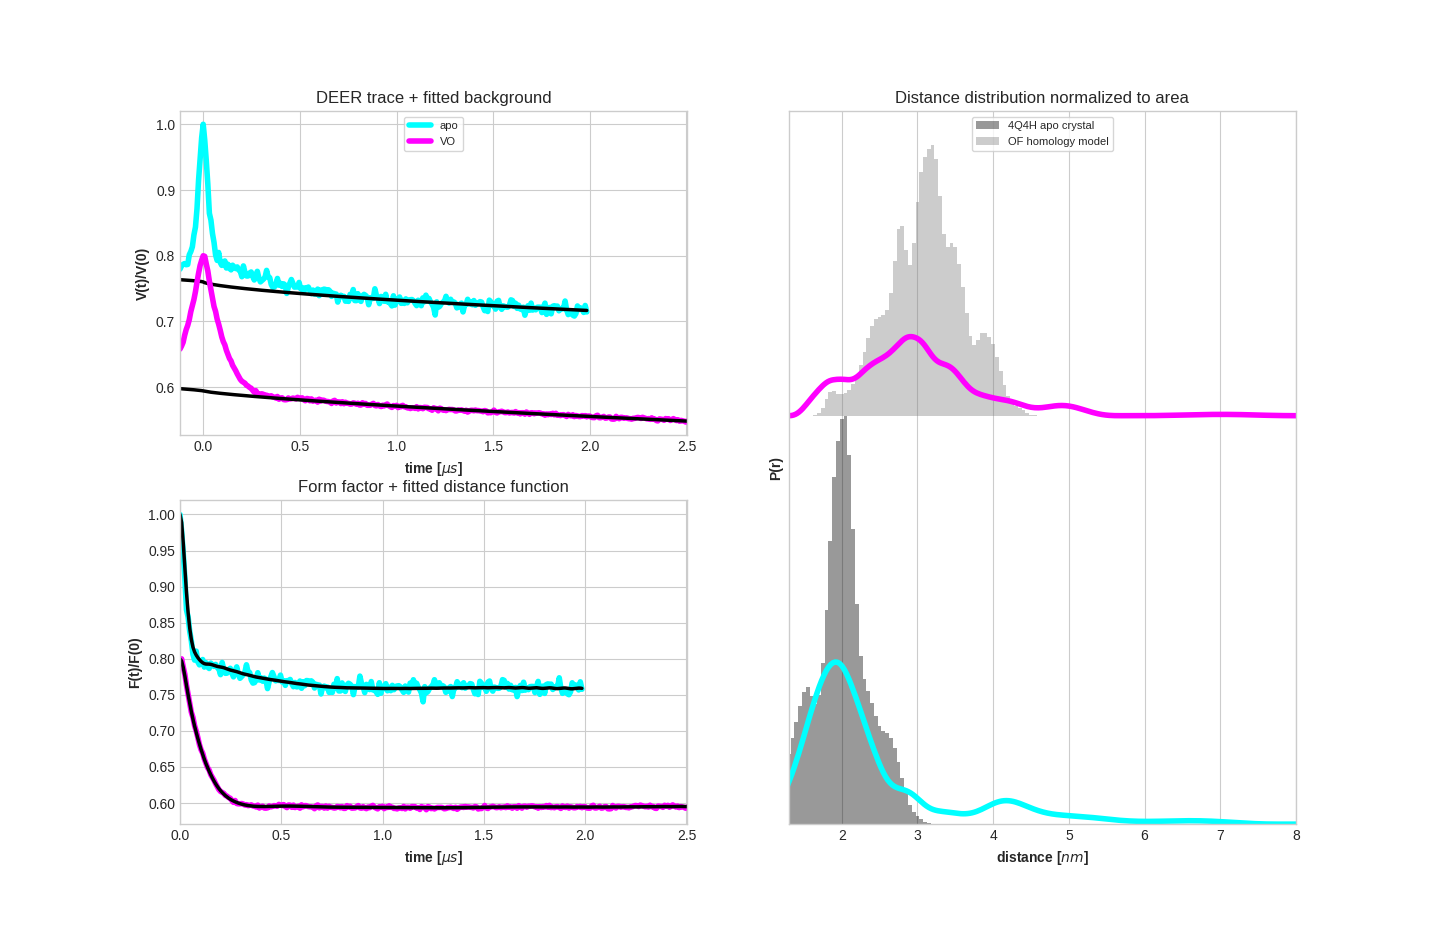 DEER trace + fitted background
apo
VO
1.0
0.9
0.8
0.7
0.6
V(t)/V(0)
0.0 0.5 1.0 1.5 2.0 2.5
time [μs]
Form factor + fitted distance function
1.00
0.95
0.90
0.85
0.80
0.75
0.70
0.65
0.60
F(t)/F(0)
0.0 0.5 1.0 1.5 2.0 2.5
time [μs]
Distance distribution normalized to area
4Q4H apo crystal
OF homology model
P(r)
2 3 4 5 6 7 8
distance [nm]